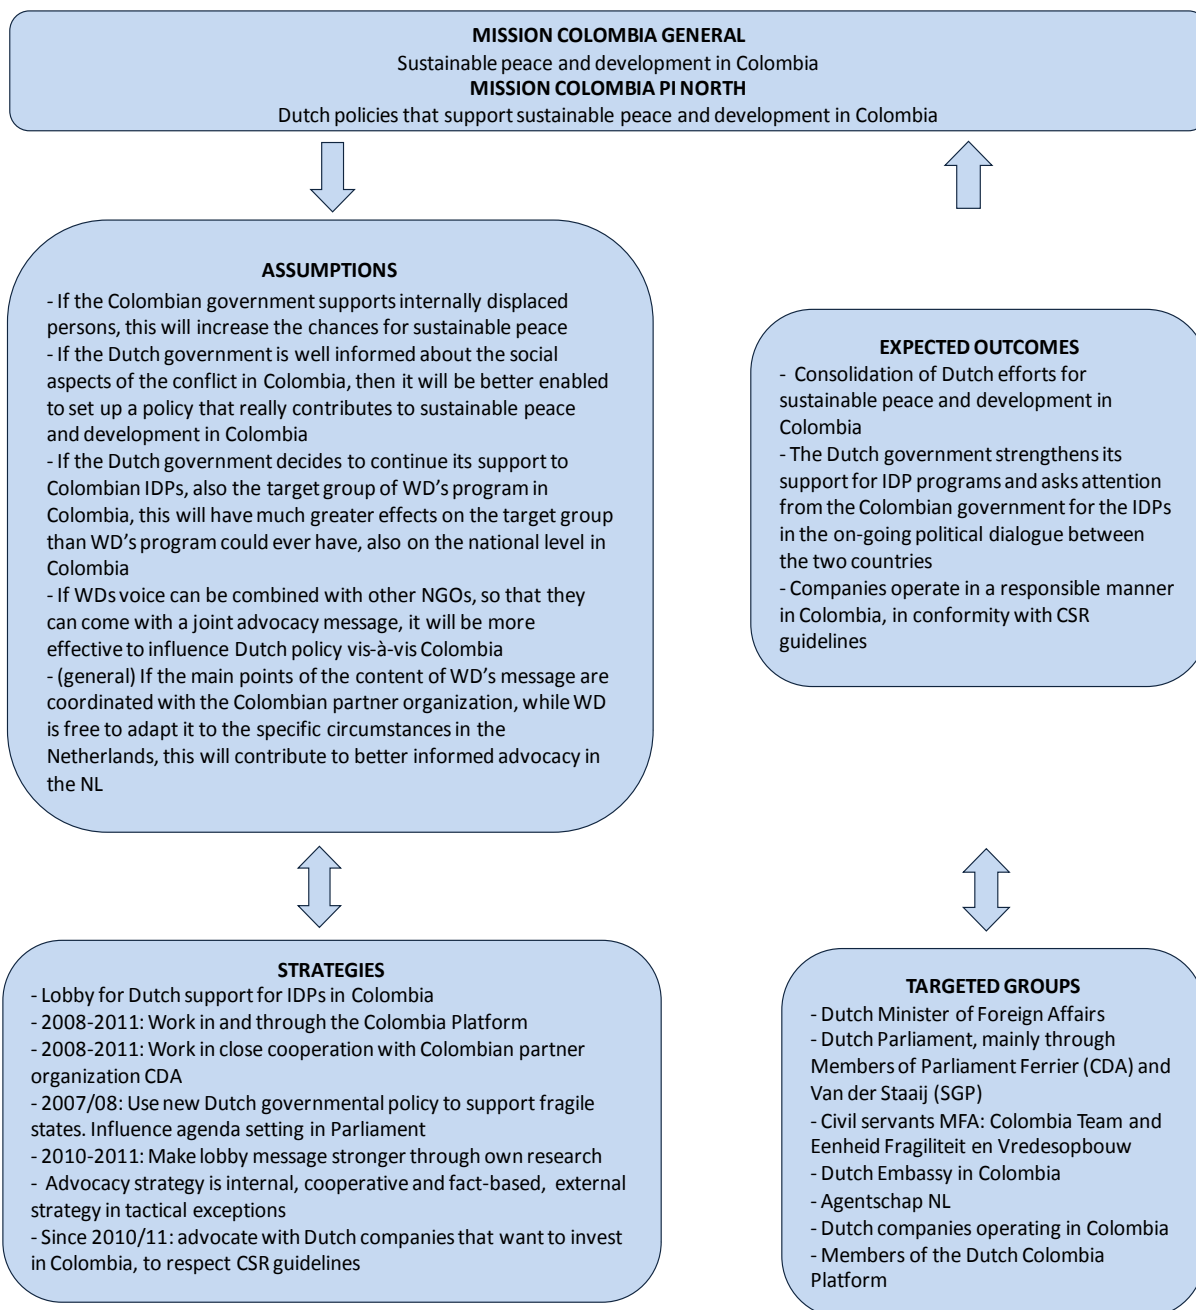 MISSION COLOMBIA GENERAL
Sustainable peace and development in Colombia
MISSION COLOMBIA PI NORTH
Dutch policies that support sustainable peace and development in Colombia
ASSUMPTIONS
- If the Colombian government supports internally displaced
persons, this will increase the chances for sustainable peace
- If the Dutch government is well informed about the social
aspects of the conflict in Colombia, then it will be better enabled
to set up a policy that really contributes to sustainable peace
and development in Colombia
- If the Dutch government decides to continue its support to
Colombian IDPs, also the target group of WD's program in
Colombia, this will have much greater effects on the target group
than WD's program could ever have, also on the national level in
Colombia
- If WDs voice can be combined with other NGOs, so that they
can come with a joint advocacy message, it will be more
effective to influence Dutch policy vis-à-vis Colombia
- (general) If the main points of the content of WD's message are
coordinated with the Colombian partner organization, while WD
is free to adapt it to the specific circumstances in the
Netherlands, this will contribute to better informed advocacy in
the NL
EXPECTED OUTCOMES
- Consolidation of Dutch efforts for
sustainable peace and development in
Colombia
- The Dutch government strengthens its
support for IDP programs and asks attention
from the Colombian government for the IDPs
in the on-going political dialogue between
the two countries
- Companies operate in a responsible manner
in Colombia, in conformity with CSR
guidelines
STRATEGIES
- Lobby for Dutch support for IDPs in Colombia
- 2008-2011: Work in and through the Colombia Platform
- 2008-2011: Work in close cooperation with Colombian partner
organization CDA
- 2007/08: Use new Dutch governmental policy to support fragile
states. Influence agenda setting in Parliament
- 2010-2011: Make lobby message stronger through own research
- Advocacy strategy is internal, cooperative and fact-based, external
strategy in tactical exceptions
- Since 2010/11: advocate with Dutch companies that want to invest
in Colombia, to respect CSR guidelines
TARGETED GROUPS
- Dutch Minister of Foreign Affairs
- Dutch Parliament, mainly through
Members of Parliament Ferrier (CDA) and
Van der Staaij (SGP)
- Civil servants MFA: Colombia Team and
Eenheid Fragiliteit en Vredesopbouw
- Dutch Embassy in Colombia
- Agentschap NL
- Dutch companies operating in Colombia
- Members of the Dutch Colombia
Platform